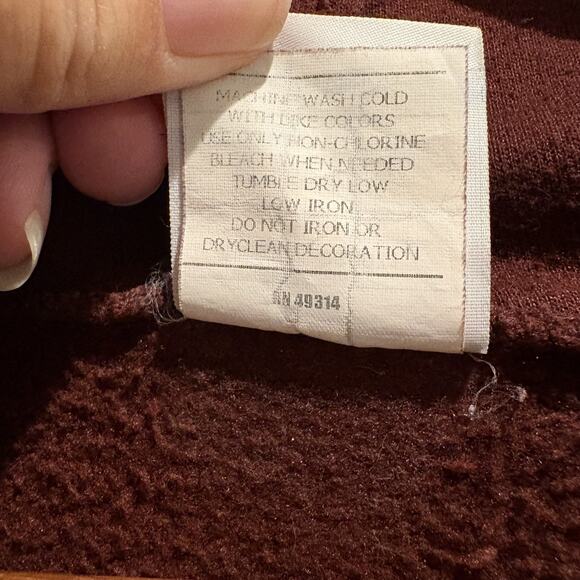 MACHINE WASH COLD
WITH LIKE COLORS
USE ONLY NON-CHLORINE
BLEACH WHEN NEEDED
TUMBLE DRY LOW
LOW IRON
DO NOT IRON OR
DRYCLEAN DECORATION
RN 49314